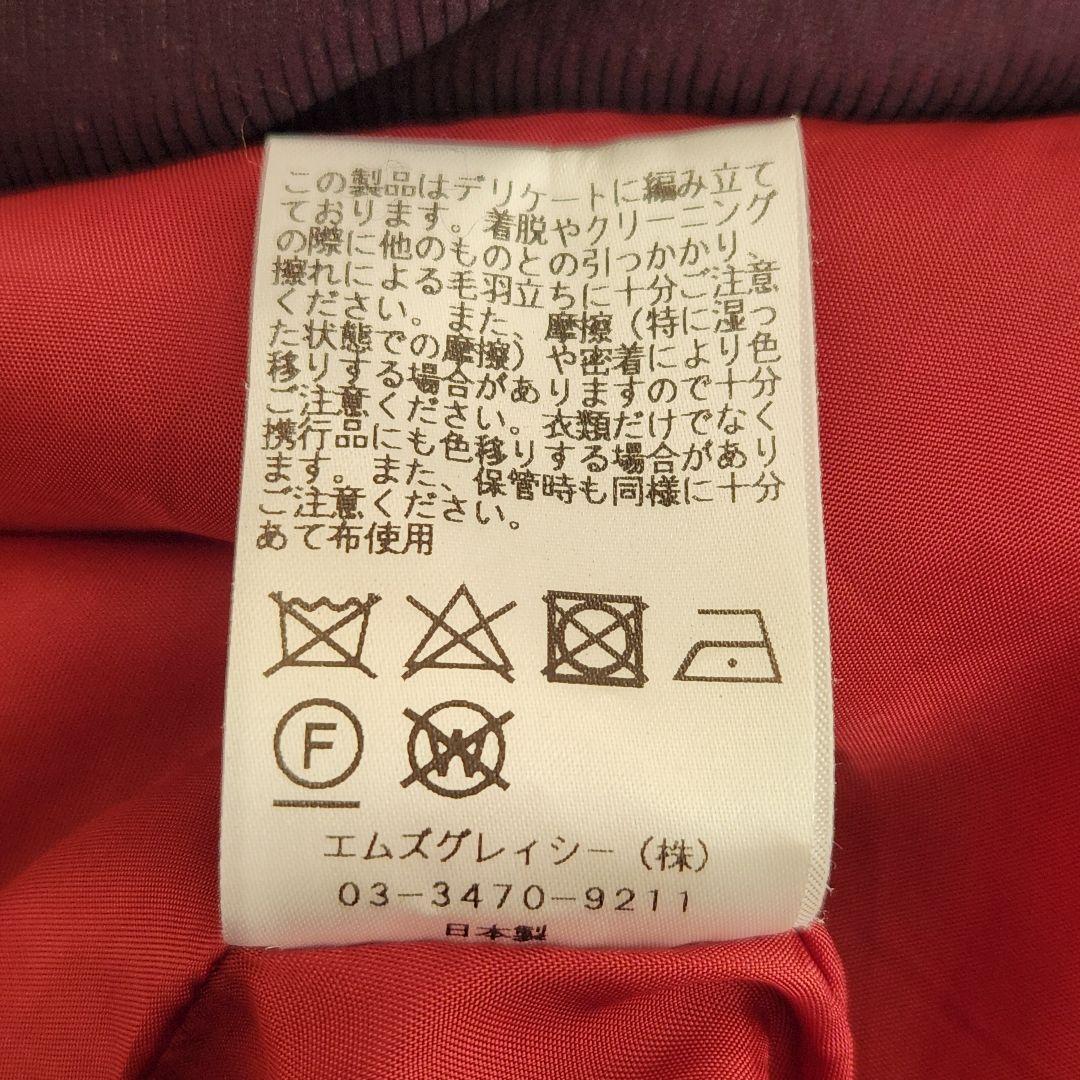 この製品はデリケートに編み立て
ております。着脱やクリーニング
の際に他のものとの引っかかり、
擦れによる毛羽立ちに十分ご注意
ください。また、摩擦(特に湿っ
た状態での摩擦)や密着により色
移りする場合がありますので十分
ご注意ください。衣類だけでなく
携行品にも色移りする場合があり
ます。また、保管時も同様に十分
ご注意ください。
あて布使用
F
W
エムズグレィシー(株)
03-3470-9211
日本